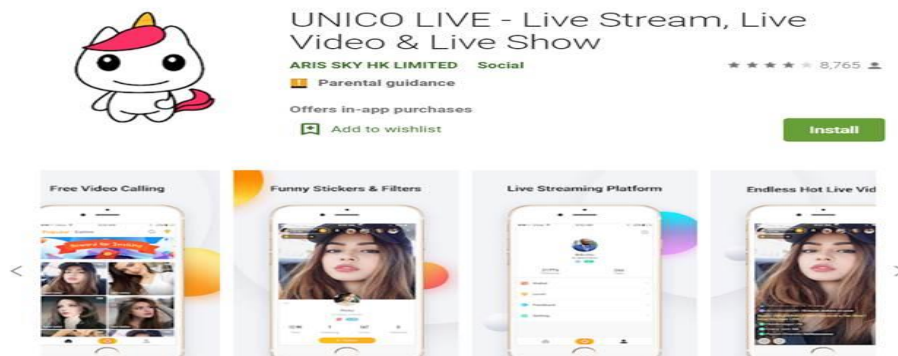 UNICO LIVE - Live Stream, Live
Video & Live Show
ARIS SKY HK LIMITED Social
8,765
Parental guidance
Offers in-app purchases
Add to wishlist
Install
Free Video Calling
Funny Stickers & Filters
Live Streaming Platform
Endless Hot Live Vid